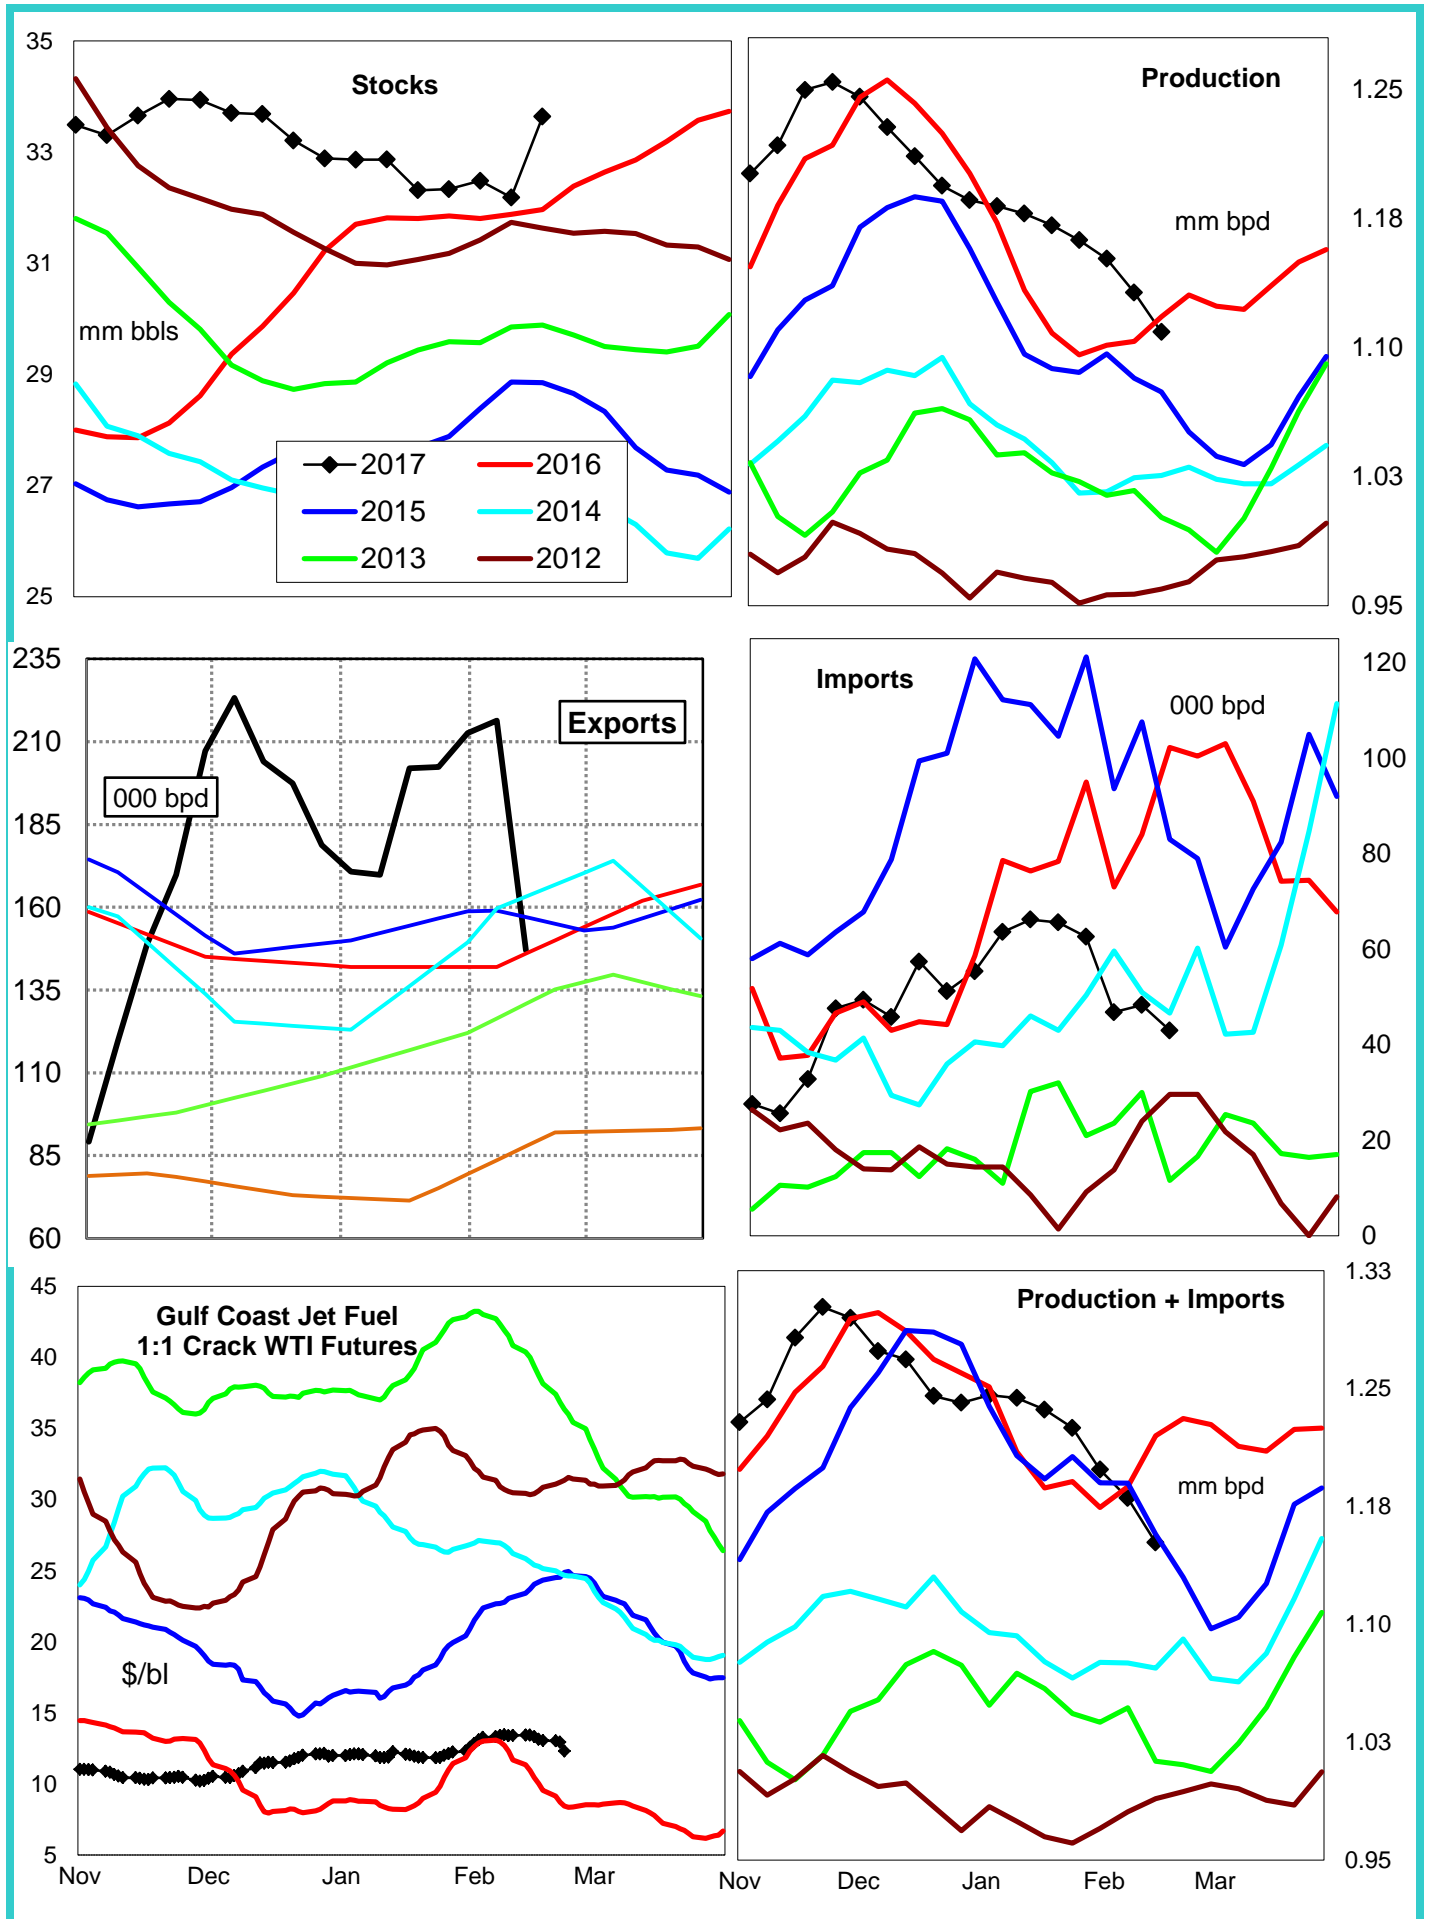 35
33
31
29
27
25
Stocks
mm bbls
2017
2016
2015
2014
2013
2012
Production
mm bpd
1.25
1.18
1.10
1.03
0.95
235
210
185
160
135
110
85
60
Exports
000 bpd
Imports
000 bpd
120
100
80
60
40
20
0
45
40
35
30
25
20
15
10
5
Gulf Coast Jet Fuel
1:1 Crack WTI Futures
$/bl
Nov
Dec
Jan
Feb
Mar
Production + Imports
mm bpd
1.33
1.25
1.18
1.10
1.03
0.95
Nov
Dec
Jan
Feb
Mar